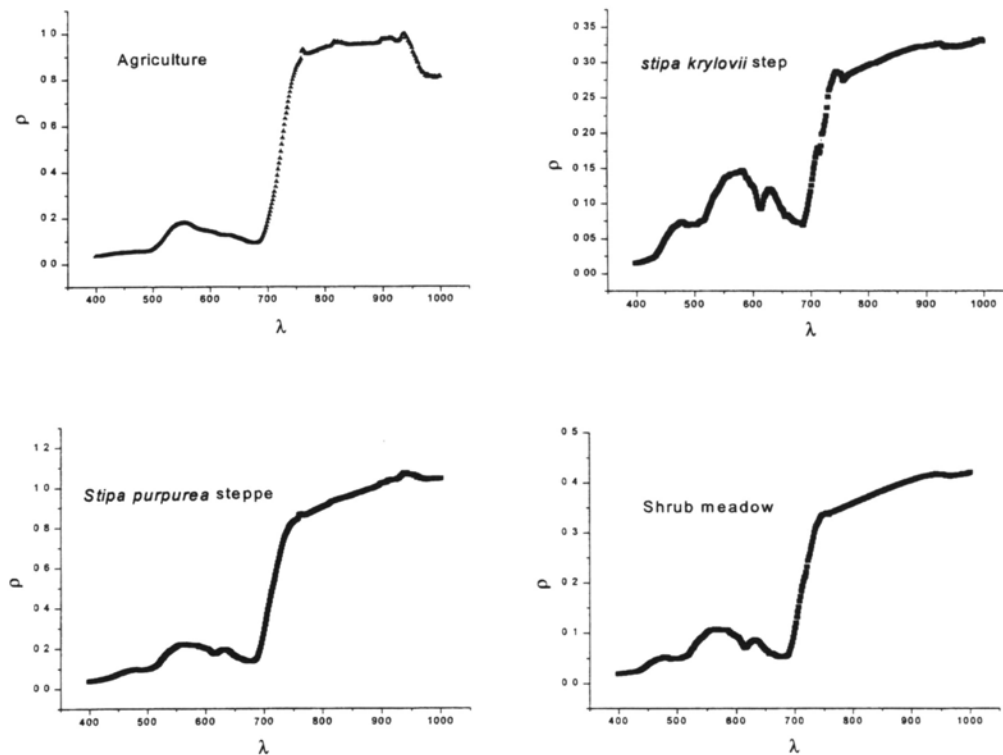 Agriculture
ρ
1 0
0 8
0 6
0 4
0 2
0 0
400 500 600 700 800 900 1000
λ
stipa krylovii step
ρ
0 35
0 30
0 25
0 20
0 15
0 10
0 05
0 00
400 500 600 700 800 900 1000
λ
Stipa purpurea steppe
ρ
1 2
1 0
0 8
0 6
0 4
0 2
0 0
400 500 600 700 800 900 1000
λ
Shrub meadow
ρ
0 5
0 4
0 3
0 2
0 1
0 0
400 500 600 700 800 900 1000
λ